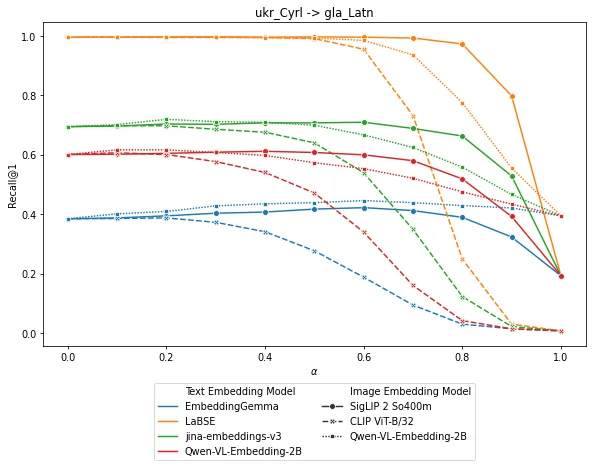 ukr_Cyrl -> gla_Latn
Recall@1
1.0
0.8
0.6
0.4
0.2
0.0
0.0 0.2 0.4 0.6 0.8 1.0
α
Text Embedding Model Image Embedding Model
EmbeddingGemma SigLIP 2 So400m
LaBSE CLIP ViT-B/32
jina-embeddings-v3 Qwen-VL-Embedding-2B
Qwen-VL-Embedding-2B